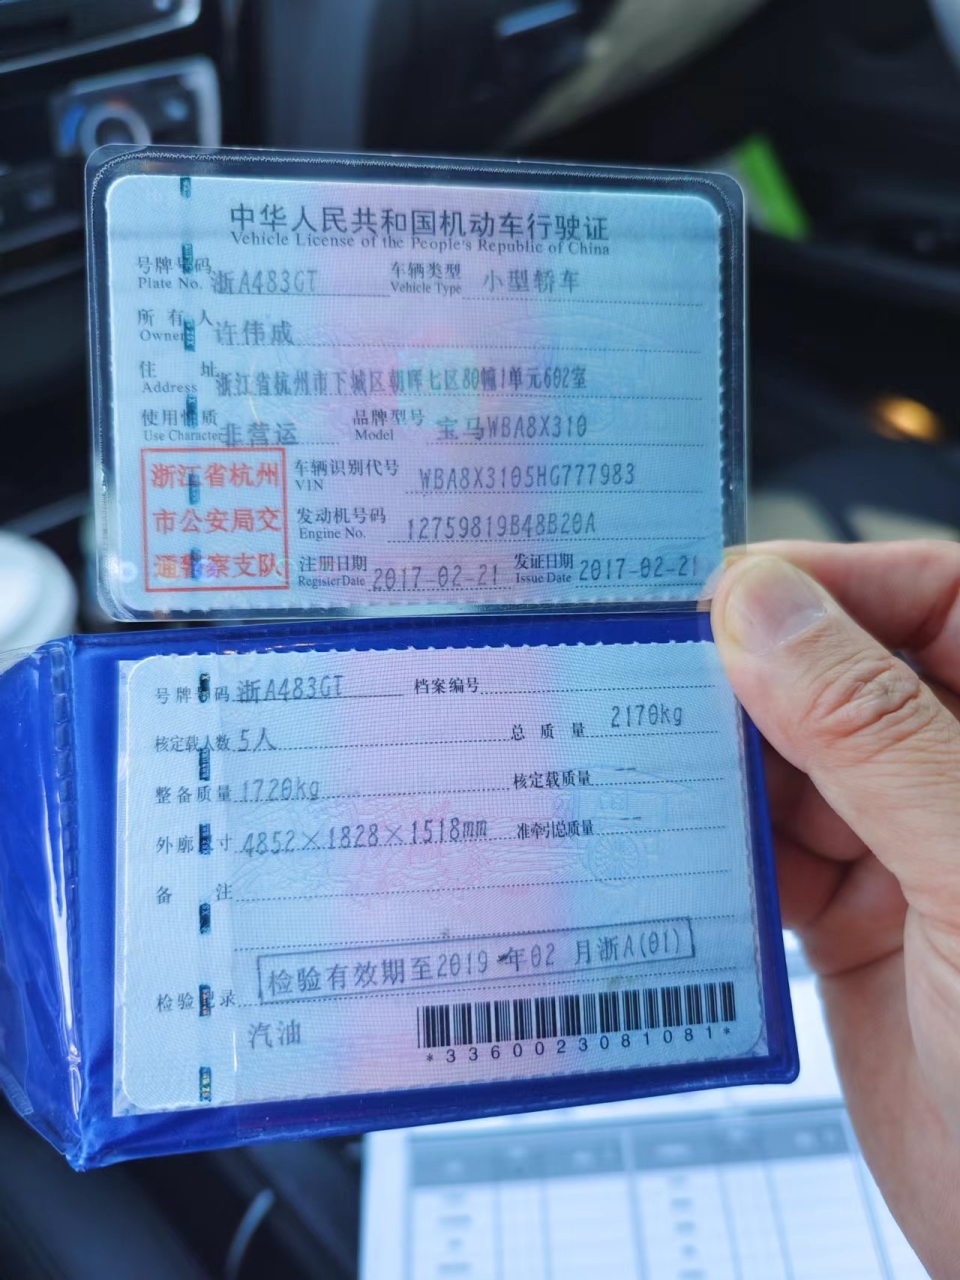 中华人民共和国机动车行驶证
Vehicle License of the People's Republic of China
号牌号码 Plate No. 浙A483GT 车辆类型 Vehicle Type 小型轿车
所有人 Owner 许伟成
住址 Address 浙江省杭州市下城区朝晖七区80幢1单元602室
使用性质 Use Character 非营运 品牌型号 Model 宝马WBA8X310
浙江省杭州
市公安局交
通警察支队
车辆识别代号 VIN WBA8X3105HG777983
发动机号码 Engine No. 12759819B48B20A
注册日期 Register Date 2017-02-21 发证日期 Issue Date 2017-02-21
号牌号码 浙A483GT 档案编号
核定载人数 5人 总质量 2170kg
整备质量 1720kg 核定载质量 --
外廓尺寸 4852×1828×1518mm 准牵引总质量 --
备注
检验有效期至2019年02月浙A(01)
检验记录
汽油
*3360023081081*